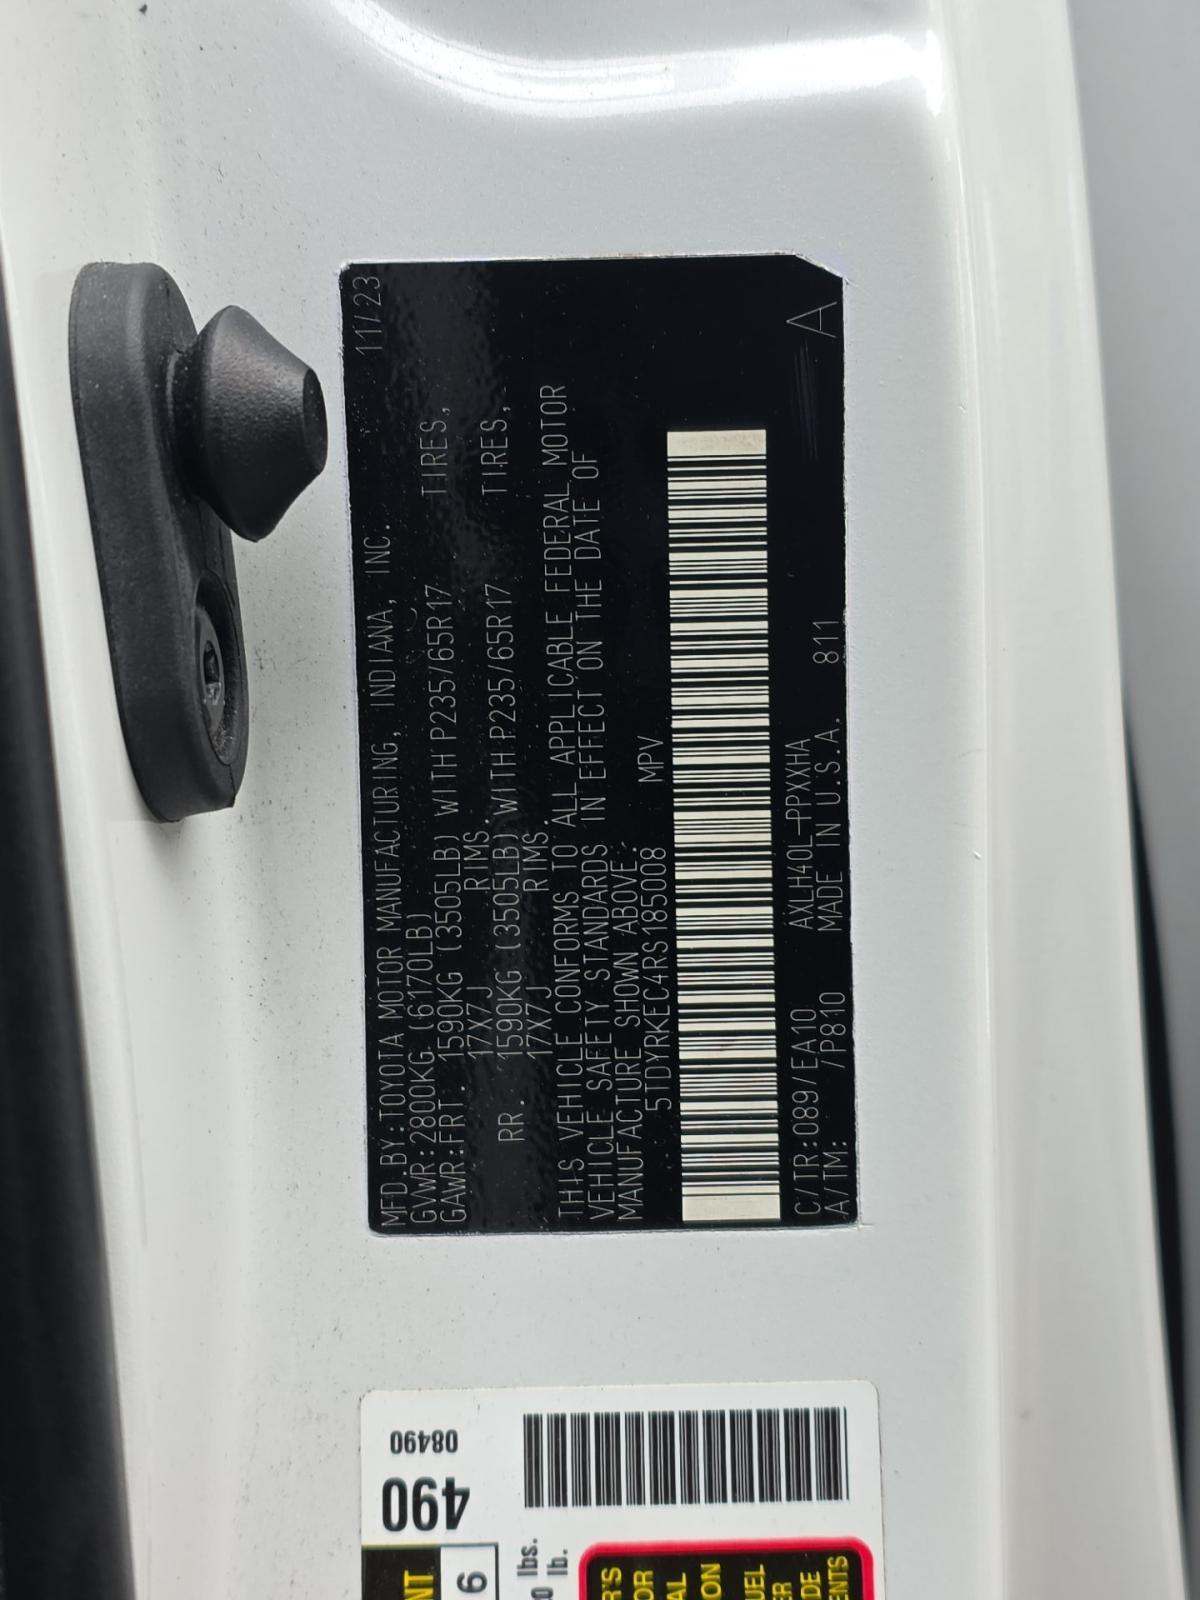 MFD.BY:TOYOTA MOTOR MANUFACTURING, INDIANA, INC. 11/23
GVWR:2800KG (6170LB)
GAWR:FRT. 1590KG (3505LB) WITH P235/65R17 TIRES,
17X7J RIMS.
RR. 1590KG (3505LB) WITH P235/65R17 TIRES,
17X7J RIMS.
THIS VEHICLE CONFORMS TO ALL APPLICABLE FEDERAL MOTOR
VEHICLE SAFETY STANDARDS IN EFFECT ON THE DATE OF
MANUFACTURE SHOWN ABOVE.
5TDYRKEC4RS185008 MPV
C/TR:089/EA10 AXLH40L-PPXXHA A
A/TM: /P810 MADE IN U.S.A. 811
08490
490
6
lbs.
lb.